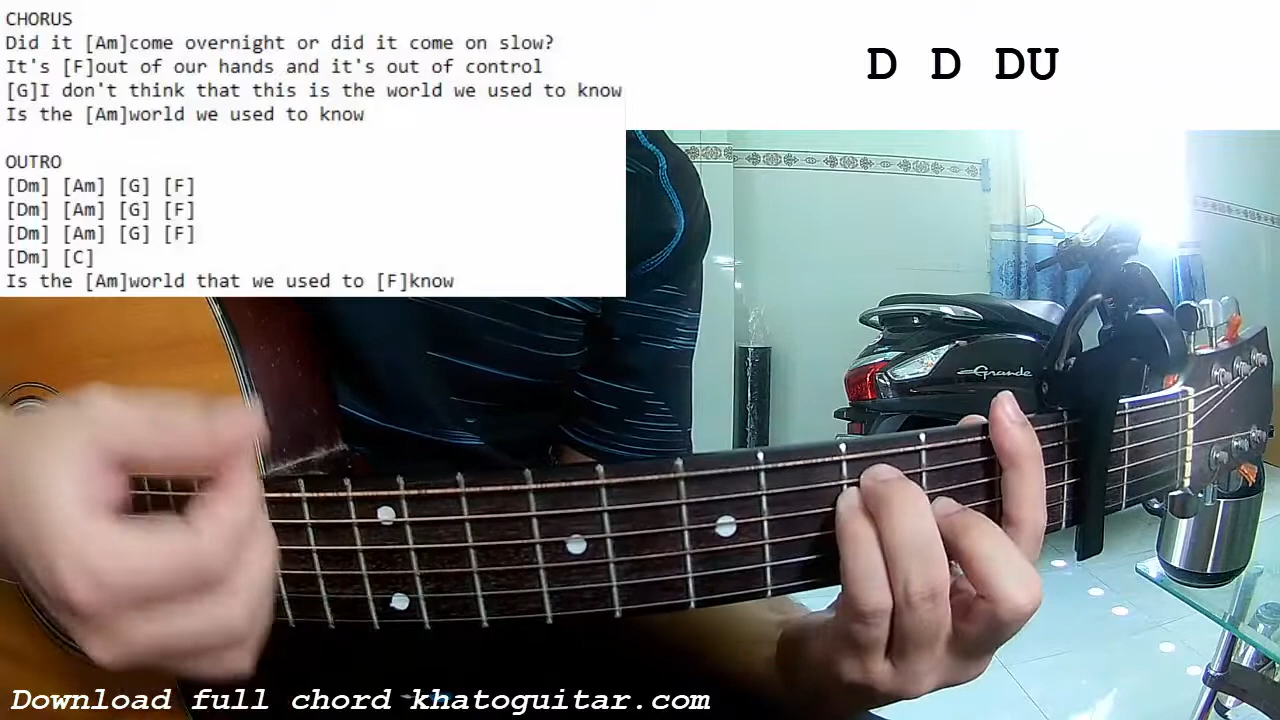 CHORUS
Did it [Am]come overnight or did it come on slow?
It's [F]out of our hands and it's out of control
[G]I don't think that this is the world we used to know
Is the [Am]world we used to know
OUTRO
[Dm] [Am] [G] [F]
[Dm] [Am] [G] [F]
[Dm] [Am] [G] [F]
[Dm] [C]
Is the [Am]world that we used to [F]know
D D DU
Grande
Download full chord khatoguitar.com